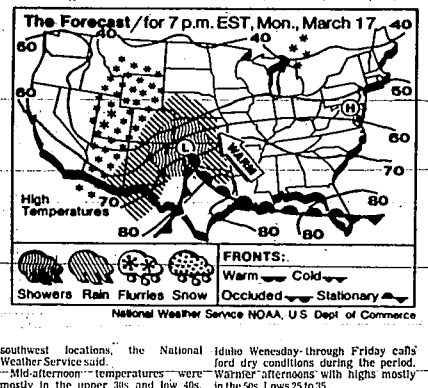 The Forecast/for 7 p.m. EST, Mon., March 17
40
40
60
60
50
60
70
70
80
80
80
H
L
WARM
High
Temperatures
Showers Rain Flurries Snow
FRONTS:
Warm Cold
Occluded Stationary
National Weather Service NOAA, U S Dept of Commerce
southwest locations, the National
Weather Service said.
Mid-afternoon temperatures were
mostly in the upper 30s and low 40s,
Idaho Wenesday through Friday calls
ford dry conditions during the period.
Warmer afternoons with highs mostly
in the 50s. Lows 25 to 35